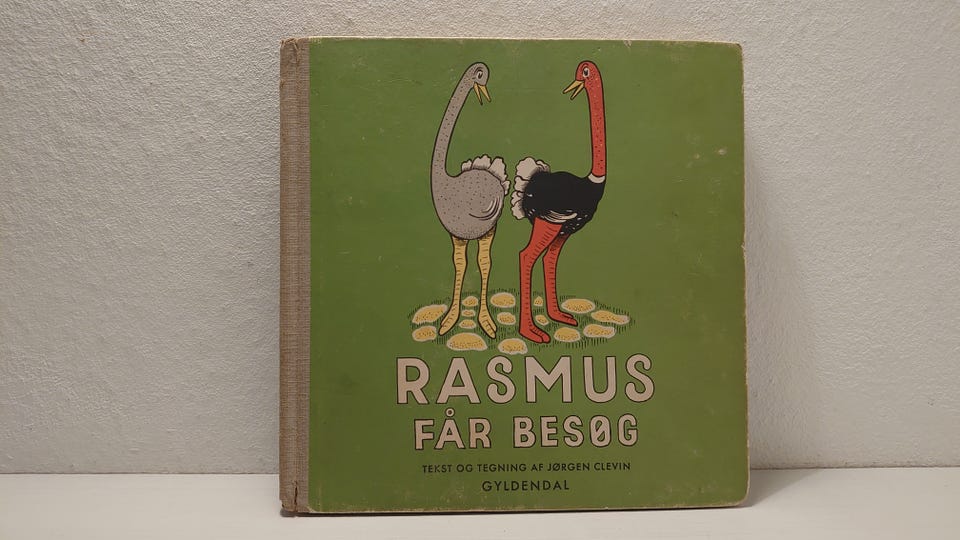 RASMUS
FÅR BESØG
TEKST OG TEGNING AF JØRGEN CLEVIN
GYLDENDAL